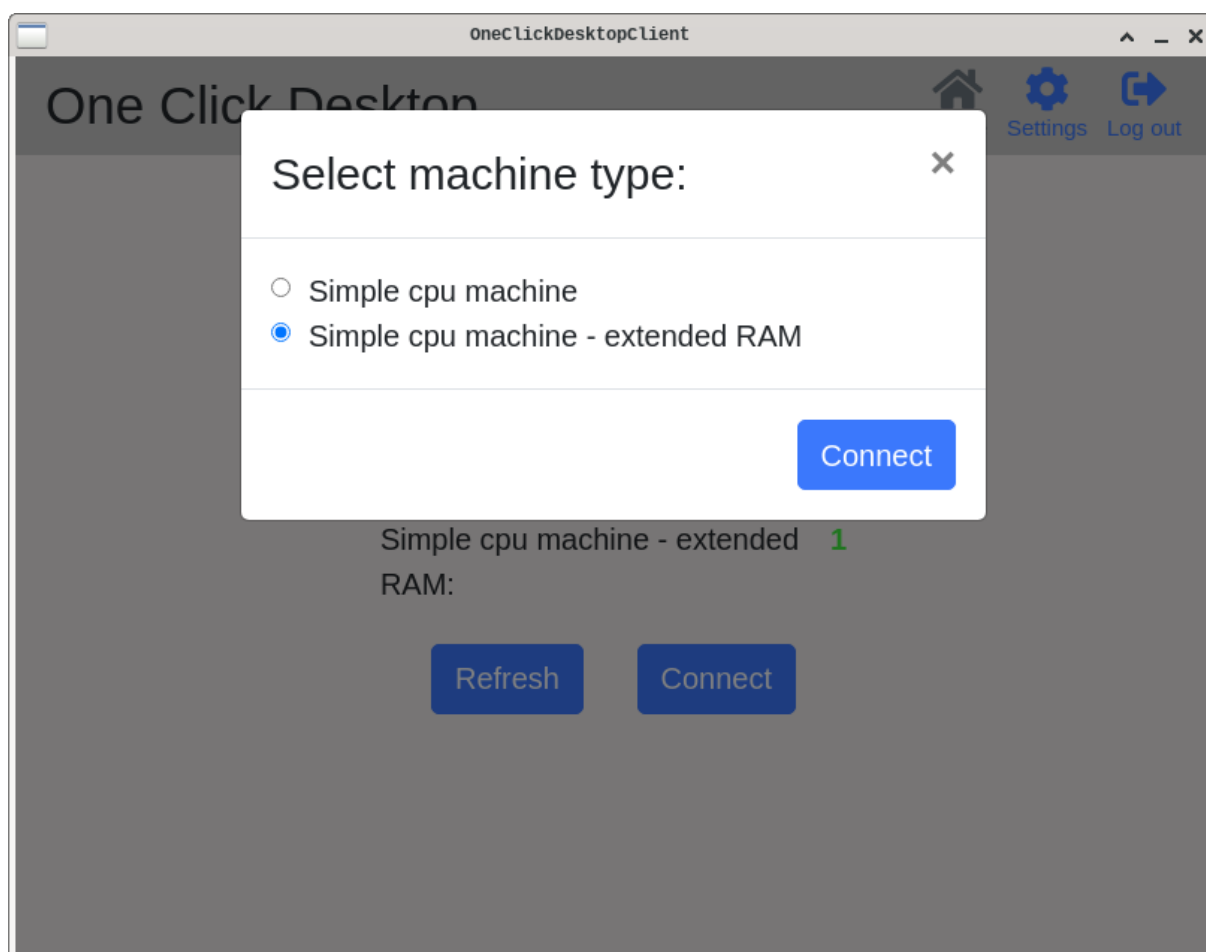 OneClickDesktopClient
One Click Desktop
Settings
Log out
Select machine type:
Simple cpu machine
Simple cpu machine - extended RAM
Connect
Simple cpu machine - extended 1
RAM:
Refresh
Connect